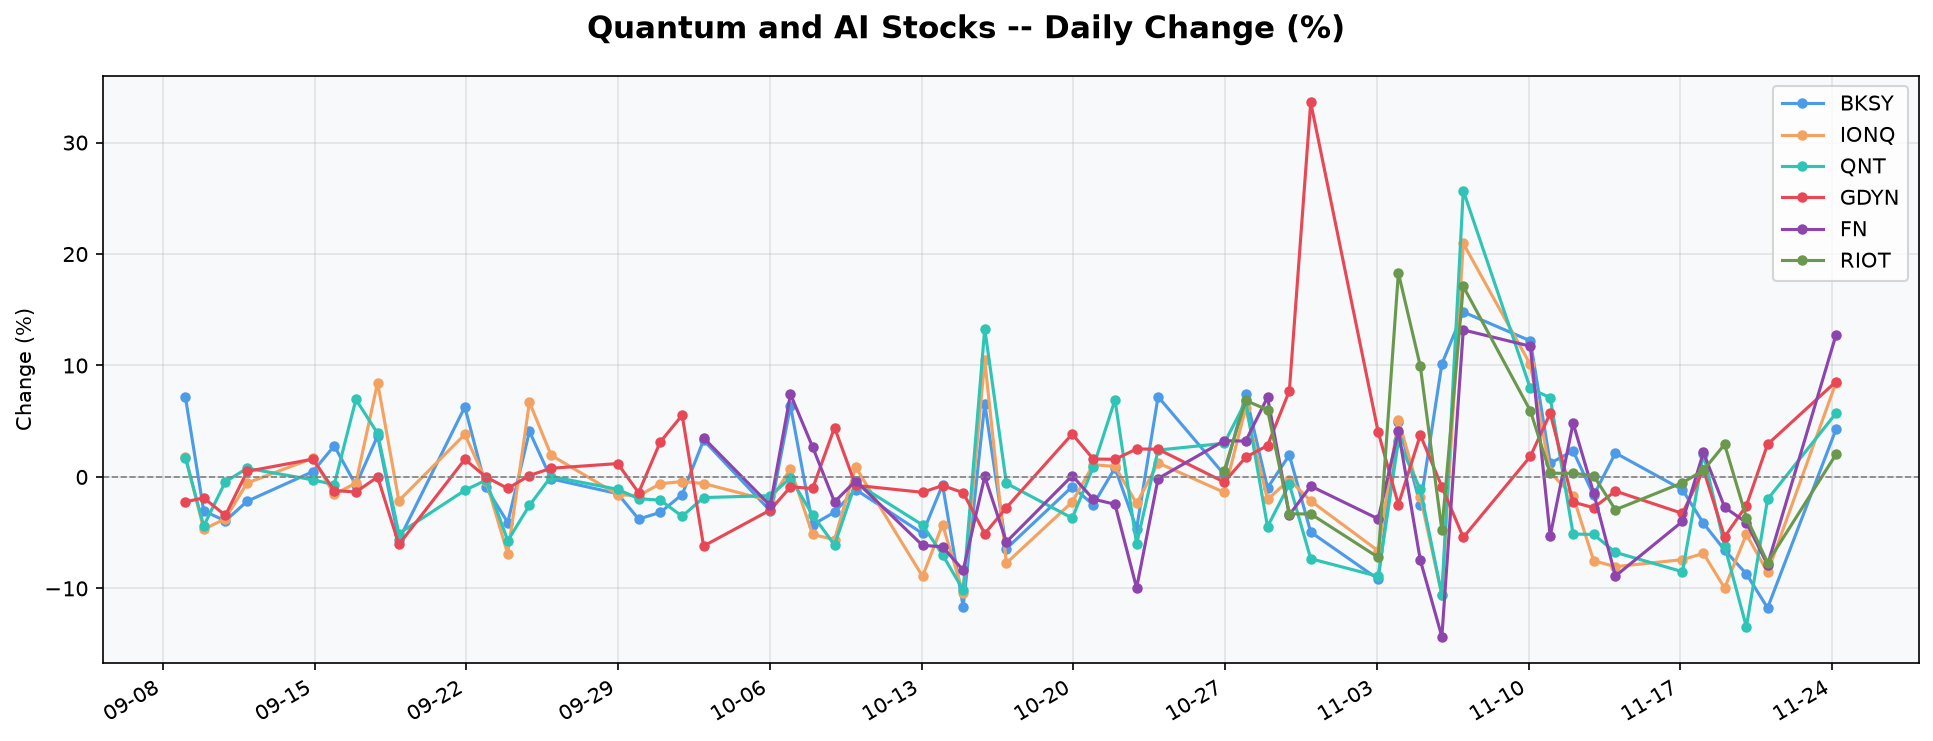 Quantum and AI Stocks -- Daily Change (%)
Change (%)
30
20
10
0
−10
BKSY
IONQ
QNT
GDYN
FN
RIOT
09-08
09-15
09-22
09-29
10-06
10-13
10-20
10-27
11-03
11-10
11-17
11-24